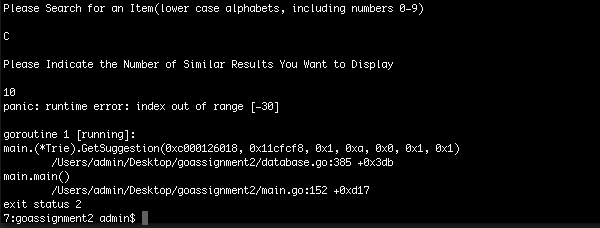 Please Search for an Item(lower case alphabets, including numbers 0-9)
C
Please Indicate the Number of Similar Results You Want to Display
10
panic: runtime error: index out of range [-30]
goroutine 1 [running]:
main.(*Trie).GetSuggestion(0xc000126018, 0x11cfcf8, 0x1, 0xa, 0x0, 0x1, 0x1)
/Users/admin/Desktop/goassignment2/database.go:385 +0x3db
main.main()
/Users/admin/Desktop/goassignment2/main.go:152 +0xd17
exit status 2
7:goassignment2 admin$